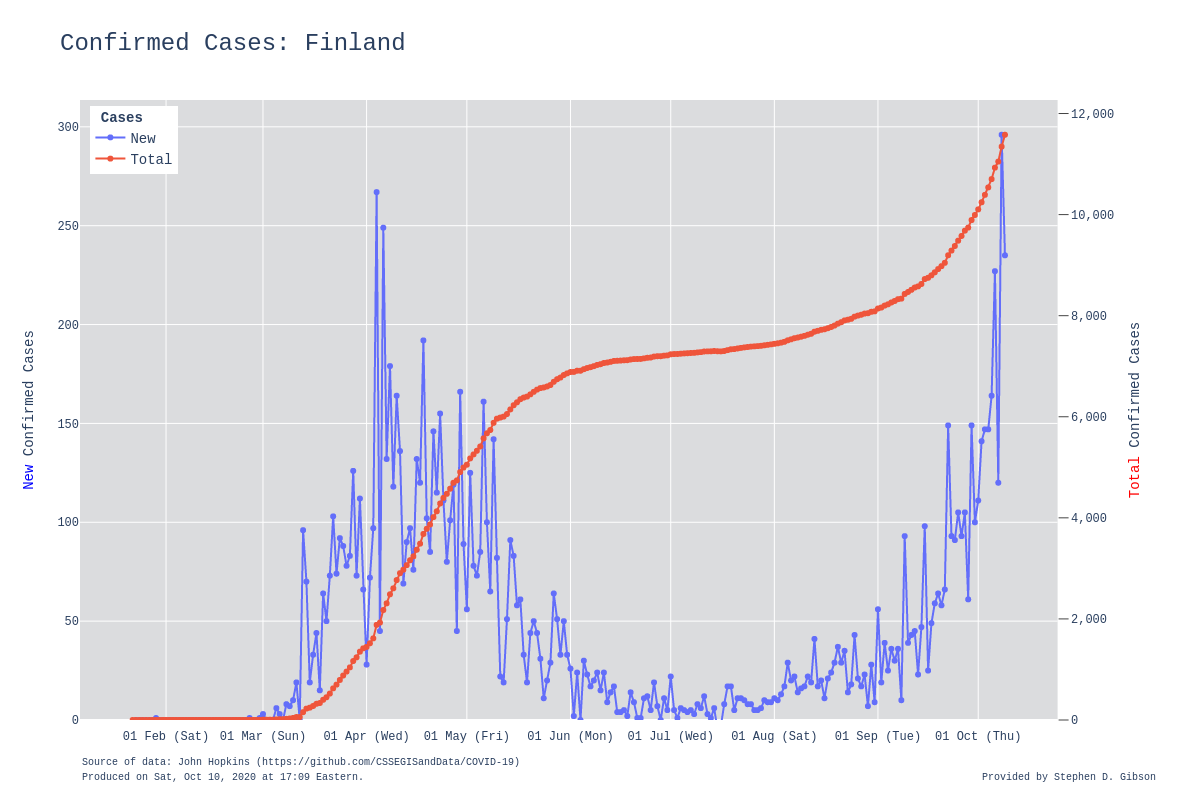 Confirmed Cases: Finland
Cases
New
Total
300
250
200
150
100
50
0
12,000
10,000
8,000
6,000
4,000
2,000
0
New Confirmed Cases
Total Confirmed Cases
01 Feb (Sat) 01 Mar (Sun) 01 Apr (Wed) 01 May (Fri) 01 Jun (Mon) 01 Jul (Wed) 01 Aug (Sat) 01 Sep (Tue) 01 Oct (Thu)
Source of data: John Hopkins (https://github.com/CSSEGISandData/COVID-19)
Produced on Sat, Oct 10, 2020 at 17:09 Eastern.
Provided by Stephen D. Gibson